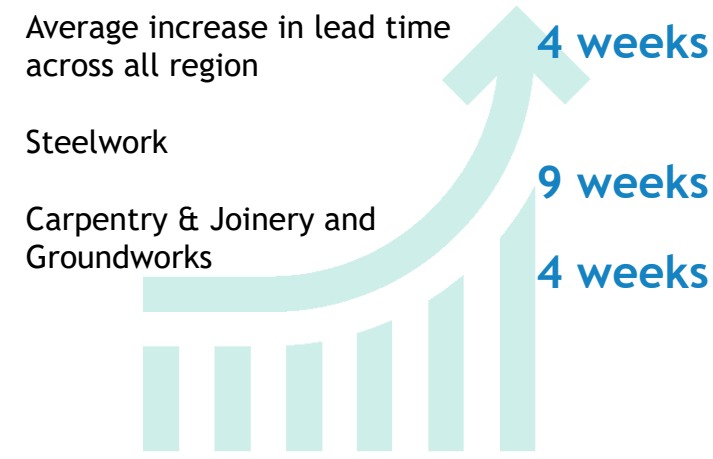 Average increase in lead time
across all region
4 weeks
Steelwork
9 weeks
Carpentry & Joinery and
Groundworks
4 weeks